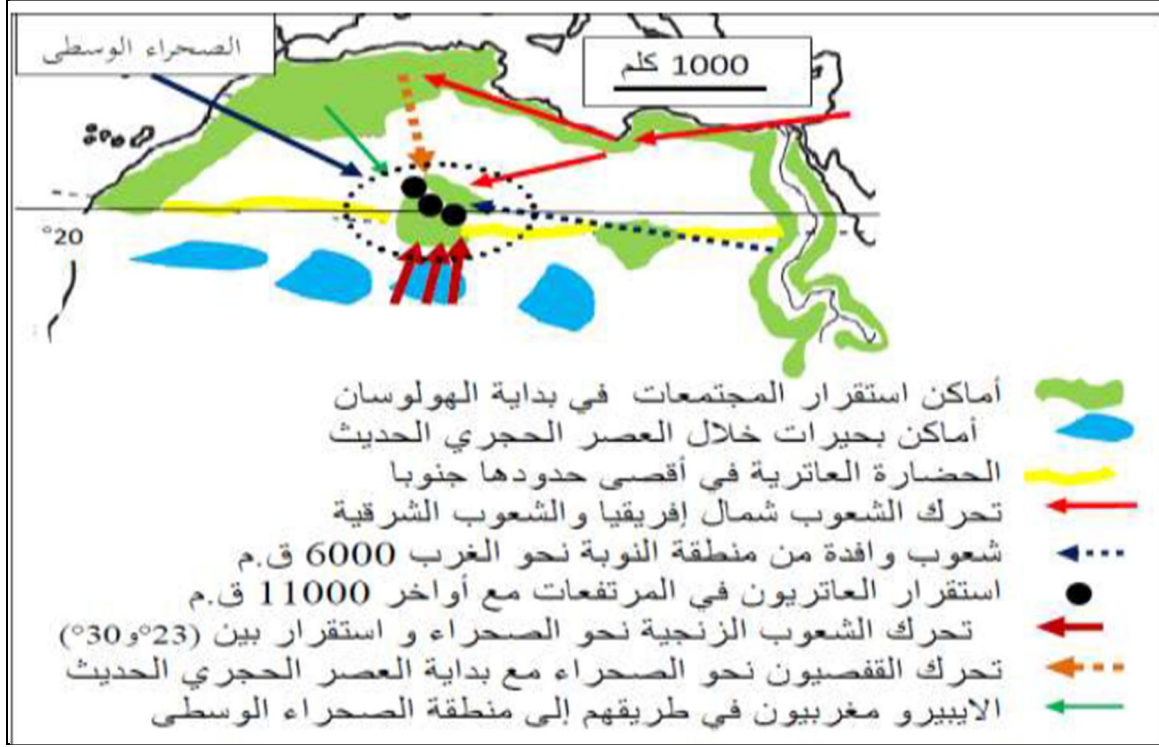 الصحراء الوسطى
1000 كلم
°20
أماكن استقرار المجتمعات في بداية الهولوسان
أماكن بحيرات خلال العصر الحجري الحديث
الحضارة العاترية في أقصى حدودها جنوبا
تحرك الشعوب شمال إفريقيا والشعوب الشرقية
شعوب وافدة من منطقة النوبة نحو الغرب 6000 ق.م
استقرار العاتريون في المرتفعات مع أواخر 11000 ق.م
تحرك الشعوب الزنجية نحو الصحراء و استقرار بين (23°و30°)
تحرك القفصيون نحو الصحراء مع بداية العصر الحجري الحديث
الايبيرو مغربيون في طريقهم إلى منطقة الصحراء الوسطى